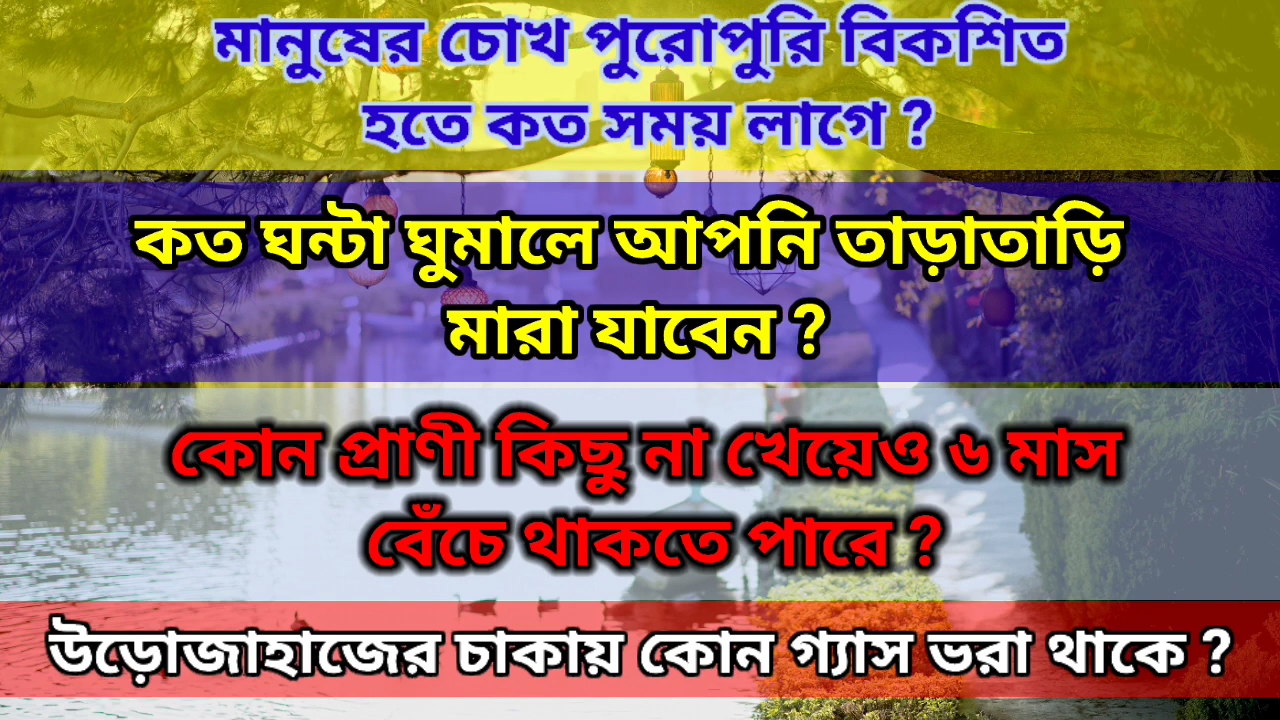 মানুষের চোখ পুরোপুরি বিকশিত
হতে কত সময় লাগে ?
কত ঘন্টা ঘুমালে আপনি তাড়াতাড়ি
মারা যাবেন ?
কোন প্রাণী কিছু না খেয়েও ৬ মাস
বেঁচে থাকতে পারে ?
উড়োজাহাজের চাকায় কোন গ্যাস ভরা থাকে ?